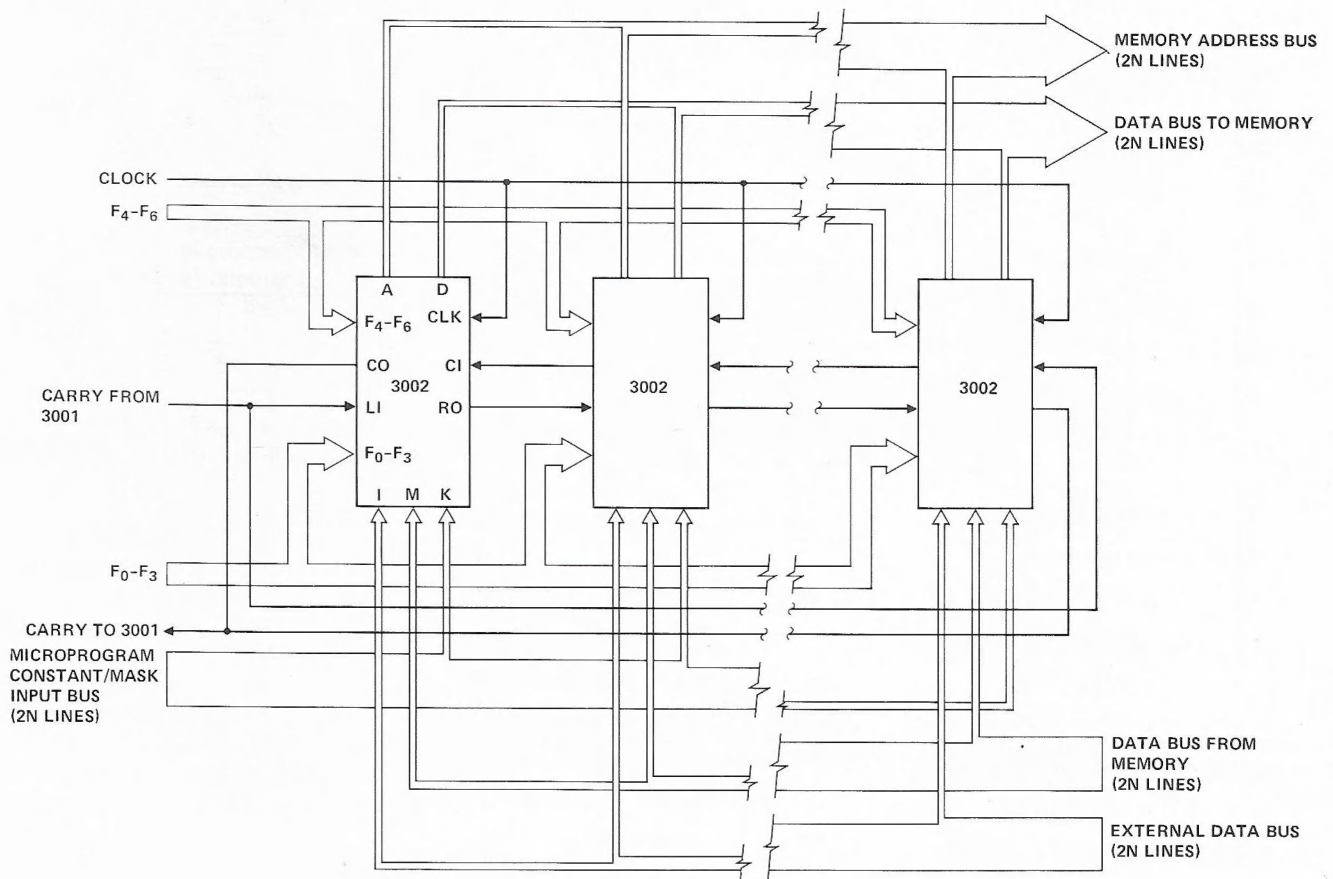 MEMORY ADDRESS BUS
(2N LINES)
DATA BUS TO MEMORY
(2N LINES)
CLOCK
F₄–F₆
A D
F₄–F₆ CLK
CO CI
3002
3002
3002
CARRY FROM
3001
LI RO
F₀–F₃
I M K
F₀–F₃
CARRY TO 3001
MICROPROGRAM
CONSTANT/MASK
INPUT BUS
(2N LINES)
DATA BUS FROM
MEMORY
(2N LINES)
EXTERNAL DATA BUS
(2N LINES)